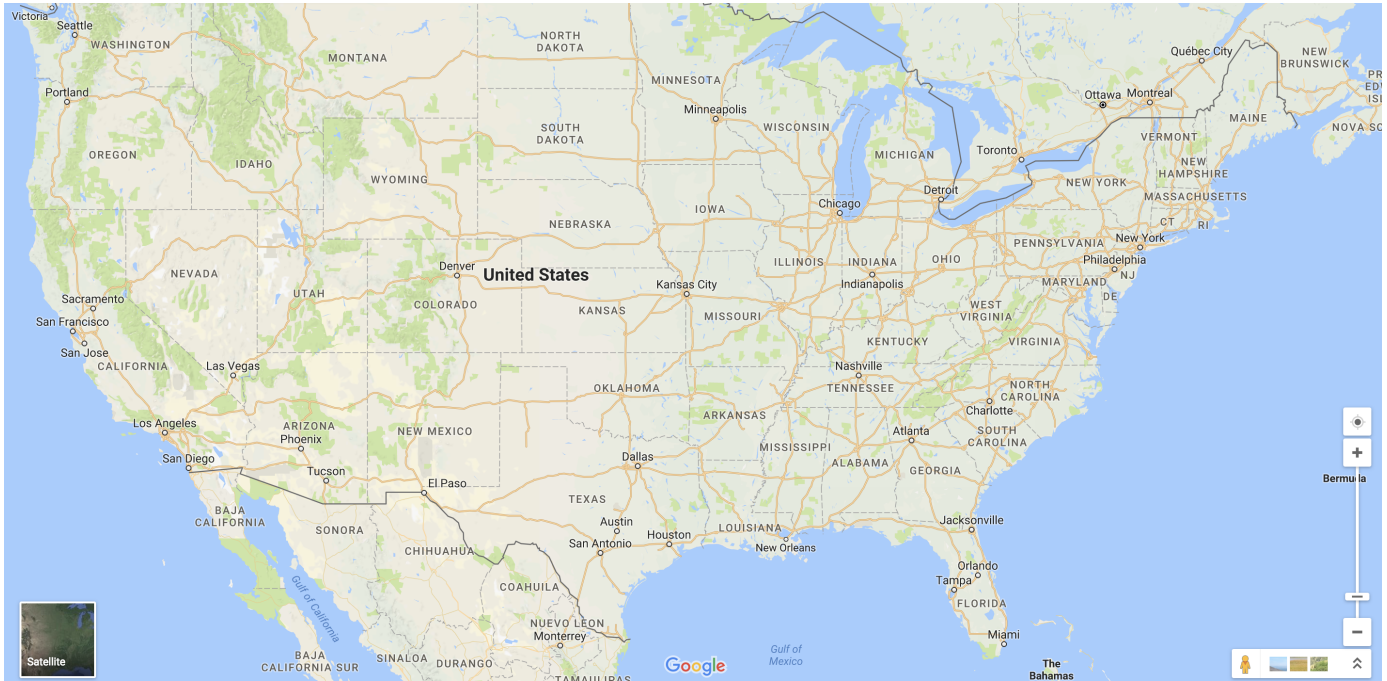 Victoria
Seattle
WASHINGTON
MONTANA
NORTH
DAKOTA
MINNESOTA
Québec City
NEW
BRUNSWICK
Portland
Minneapolis
Ottawa
Montreal
MAINE
NOVA SC
OREGON
IDAHO
SOUTH
DAKOTA
WISCONSIN
MICHIGAN
Toronto
VERMONT
NEW
HAMPSHIRE
WYOMING
Detroit
NEW YORK
MASSACHUSETTS
IOWA
Chicago
CT
RI
NEBRASKA
PENNSYLVANIA
New York
NEVADA
Denver
United States
ILLINOIS
INDIANA
OHIO
Philadelphia
NJ
UTAH
Kansas City
Indianapolis
MARYLAND
DE
Sacramento
COLORADO
KANSAS
MISSOURI
WEST
VIRGINIA
San Francisco
San Jose
KENTUCKY
VIRGINIA
CALIFORNIA
Las Vegas
Nashville
OKLAHOMA
TENNESSEE
NORTH
CAROLINA
Los Angeles
ARIZONA
Phoenix
NEW MEXICO
ARKANSAS
Charlotte
Atlanta
SOUTH
CAROLINA
San Diego
Tucson
Dallas
MISSISSIPPI
ALABAMA
GEORGIA
El Paso
Bermuda
BAJA
CALIFORNIA
SONORA
TEXAS
Austin
San Antonio
Houston
LOUISIANA
New Orleans
Jacksonville
CHIHUAHUA
COAHUILA
Gulf of California
Orlando
Tampa
FLORIDA
NUEVO LEON
Monterrey
Miami
Satellite
BAJA
CALIFORNIA SUR
SINALOA
DURANGO
TAMAULIPAS
Google
Gulf of
Mexico
The
Bahamas